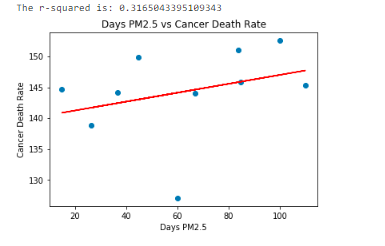 The r-squared is: 0.3165043395109343
Days PM2.5 vs Cancer Death Rate
150
145
140
135
130
Cancer Death Rate
20
40
60
80
100
Days PM2.5